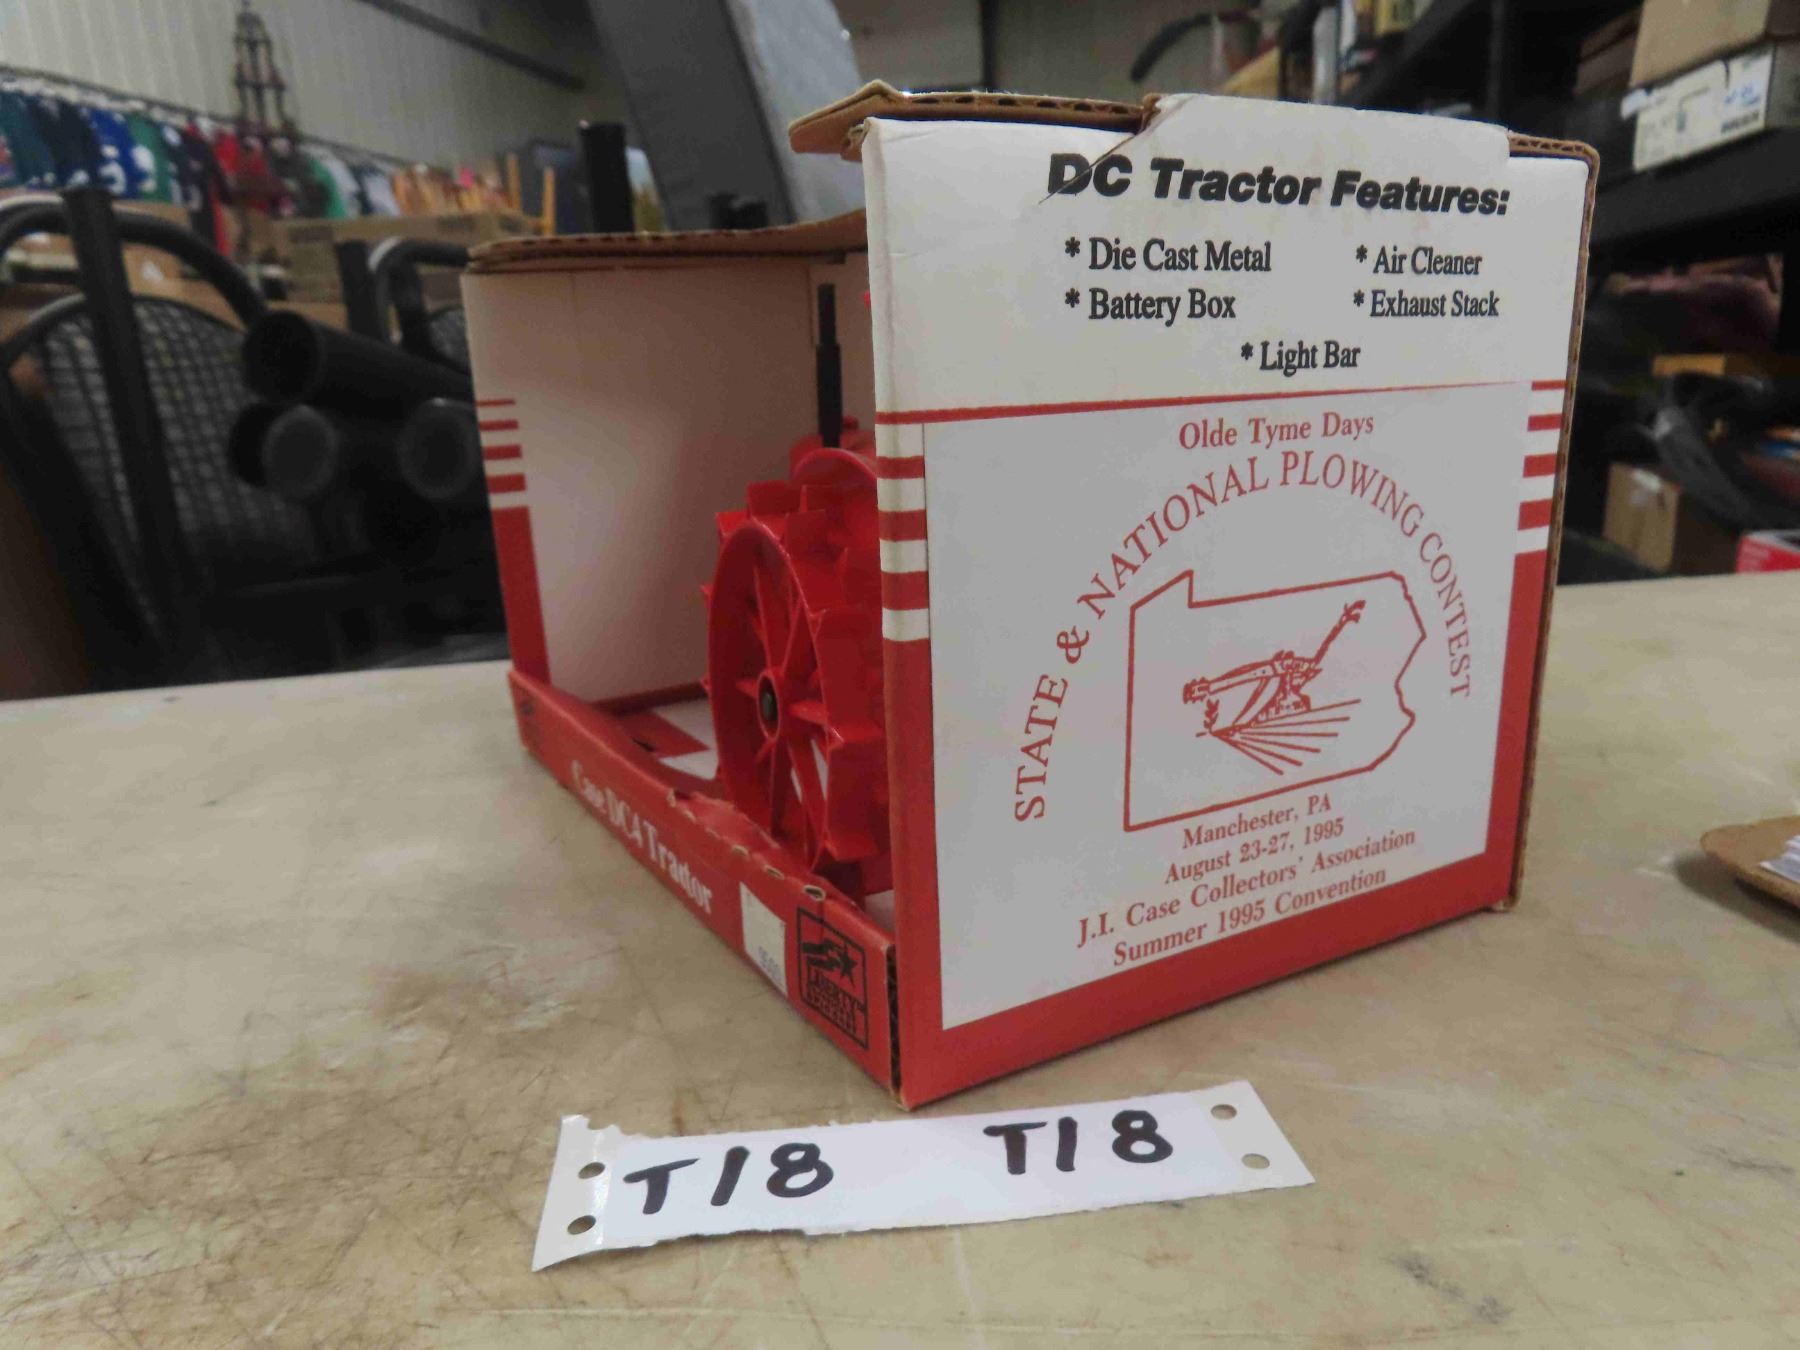 DC Tractor Features:
* Die Cast Metal
* Air Cleaner
* Battery Box
* Exhaust Stack
* Light Bar
Olde Tyme Days
STATE & NATIONAL PLOWING CONTEST
Manchester, PA
August 23-27, 1995
J.I. Case Collectors' Association
Summer 1995 Convention
Case DC4 Tractor
LIBERTY
T18 T18